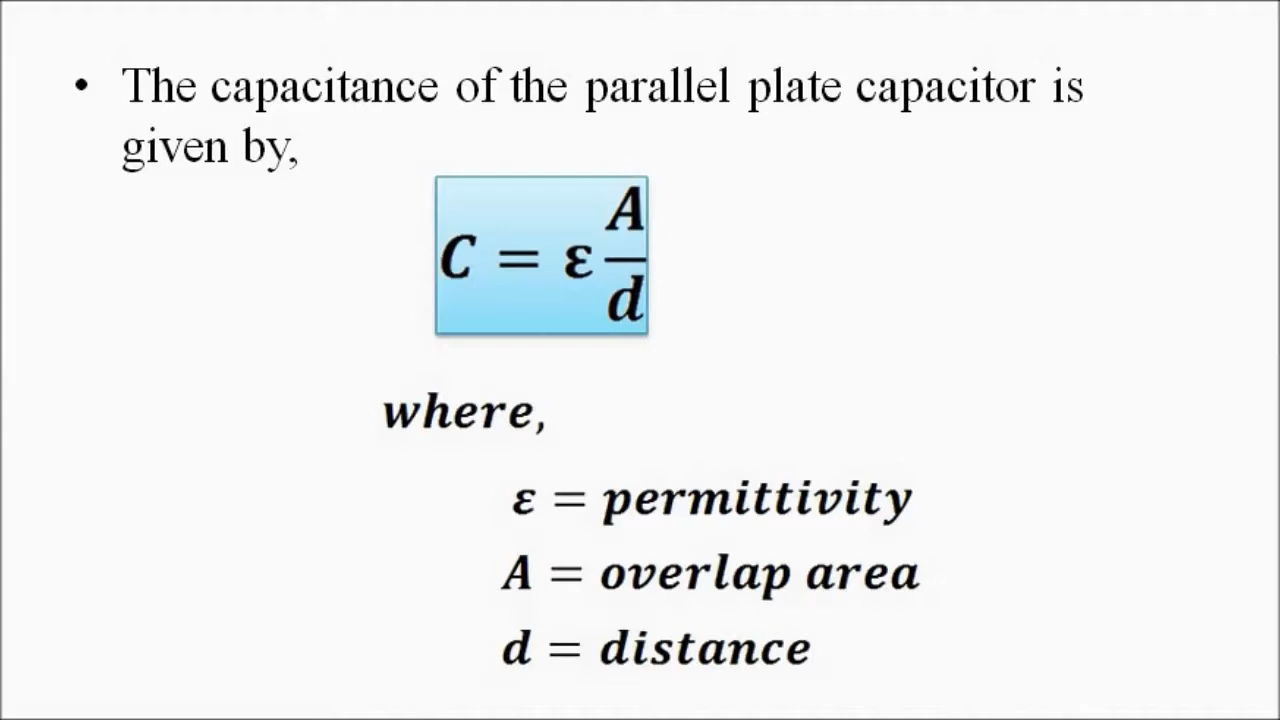 • The capacitance of the parallel plate capacitor is
given by,
C = ε A/d
where,
ε = permittivity
A = overlap area
d = distance